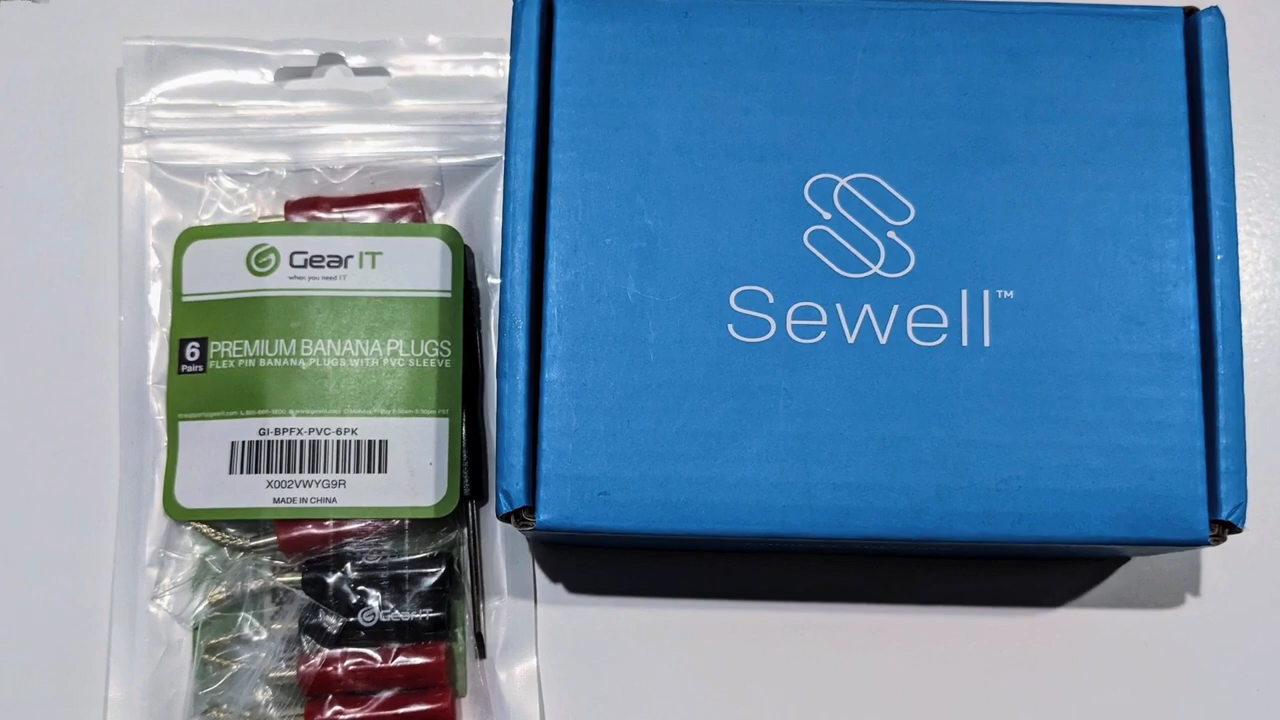 Gear IT
when you need IT
6 Pairs
PREMIUM BANANA PLUGS
FLEX PIN BANANA PLUGS WITH PVC SLEEVE
GI-BPFX-PVC-6PK
X002VWYG9R
MADE IN CHINA
GearIT
Sewell™